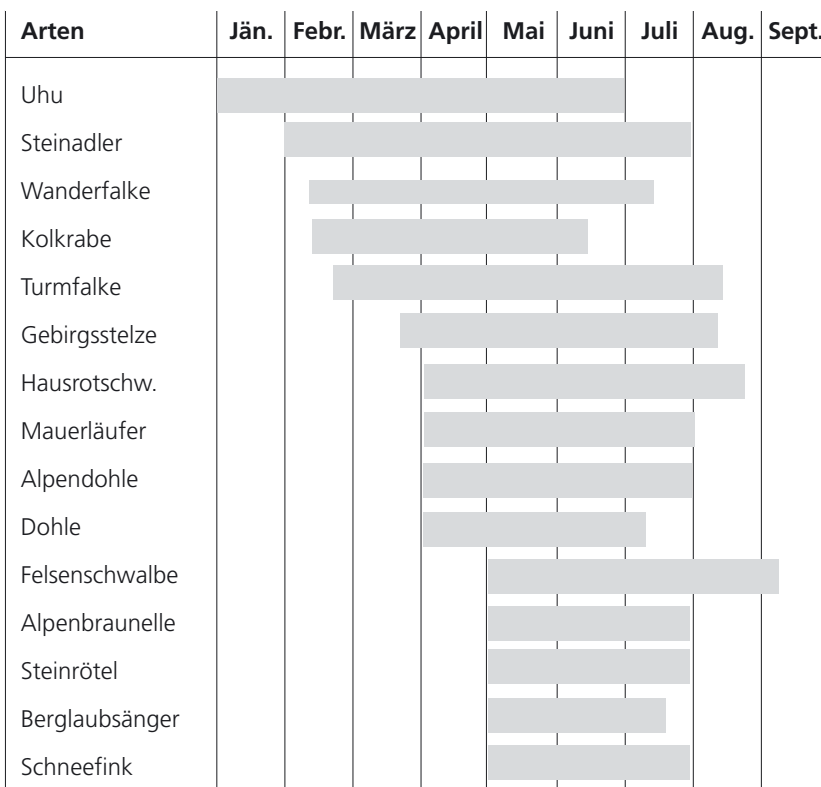 Arten Jän. Febr. März April Mai Juni Juli Aug. Sept.
Uhu
Steinadler
Wanderfalke
Kolkrabe
Turmfalke
Gebirgsstelze
Hausrotschw.
Mauerläufer
Alpendohle
Dohle
Felsenschwalbe
Alpenbraunelle
Steinrötel
Berglaubsänger
Schneefink